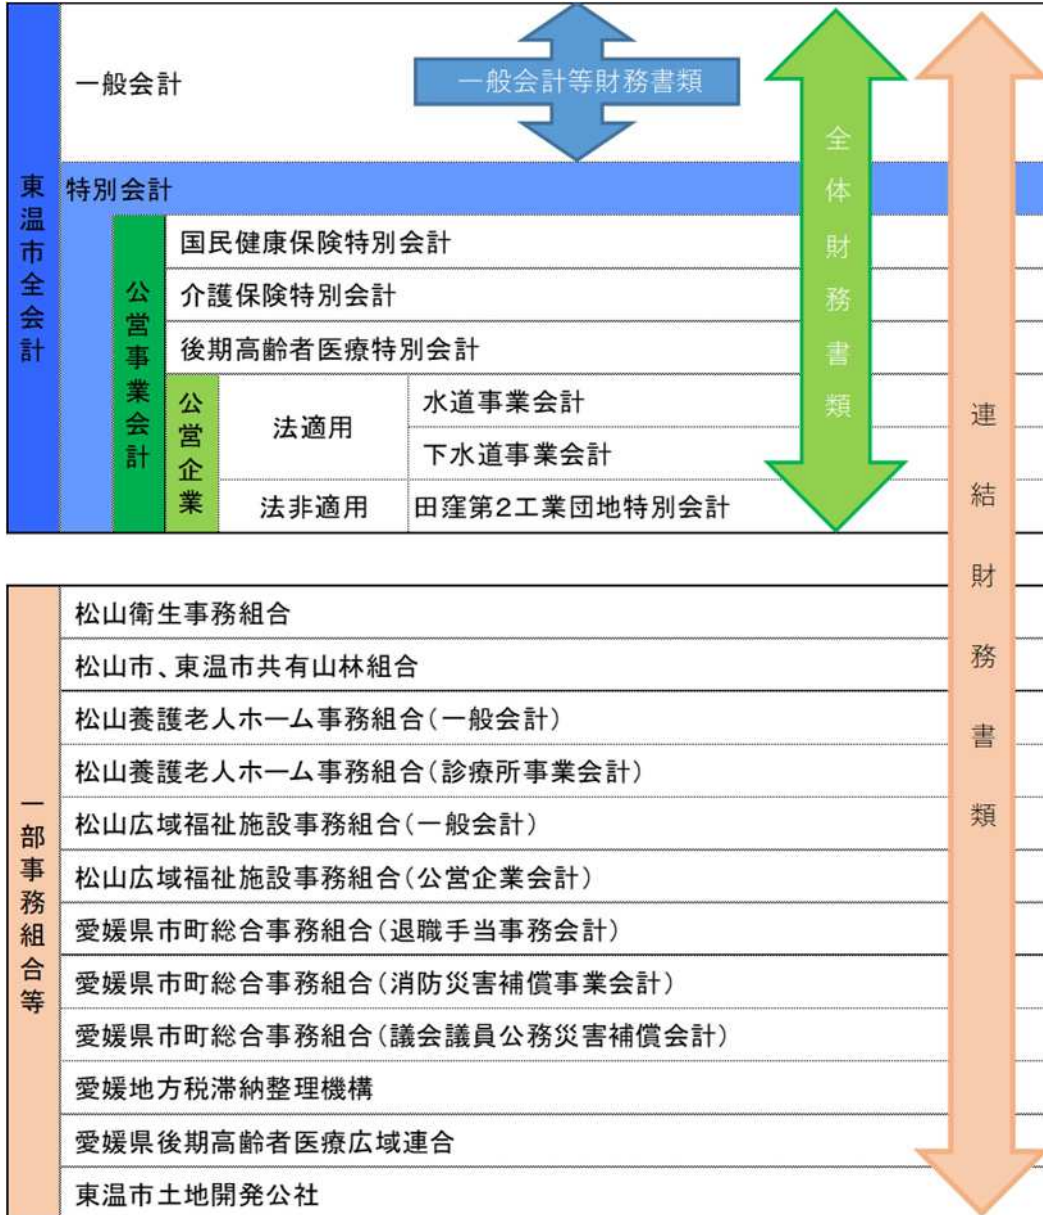 東温市全会計
一般会計
一般会計等財務書類
全体財務書類
連結財務書類
特別会計
公営事業会計
国民健康保険特別会計
介護保険特別会計
後期高齢者医療特別会計
公営企業
法適用
水道事業会計
下水道事業会計
法非適用
田窪第2工業団地特別会計
一部事務組合等
松山衛生事務組合
松山市、東温市共有山林組合
松山養護老人ホーム事務組合(一般会計)
松山養護老人ホーム事務組合(診療所事業会計)
松山広域福祉施設事務組合(一般会計)
松山広域福祉施設事務組合(公営企業会計)
愛媛県市町総合事務組合(退職手当事務会計)
愛媛県市町総合事務組合(消防災害補償事業会計)
愛媛県市町総合事務組合(議会議員公務災害補償会計)
愛媛地方税滞納整理機構
愛媛県後期高齢者医療広域連合
東温市土地開発公社